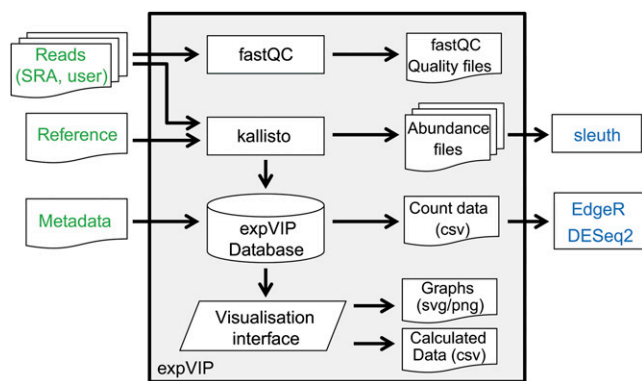 Reads
(SRA, user)
fastQC
fastQC
Quality files
Reference
kallisto
Abundance
files
sleuth
Metadata
expVIP
Database
Count data
(csv)
EdgeR
DESeq2
Visualisation
interface
Graphs
(svg/png)
Calculated
Data (csv)
expVIP